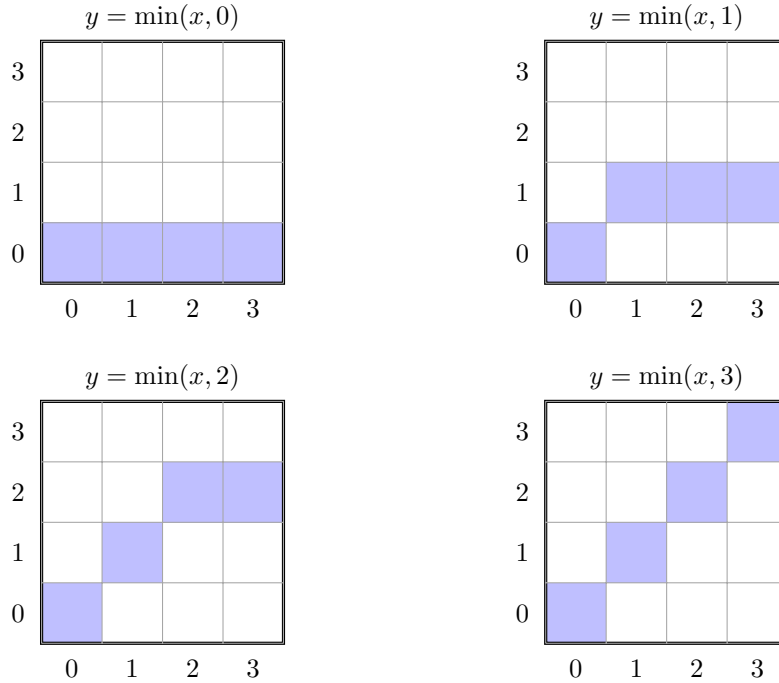 y = min(x, 0)
3
2
1
0
0 1 2 3
y = min(x, 1)
3
2
1
0
0 1 2 3
y = min(x, 2)
3
2
1
0
0 1 2 3
y = min(x, 3)
3
2
1
0
0 1 2 3